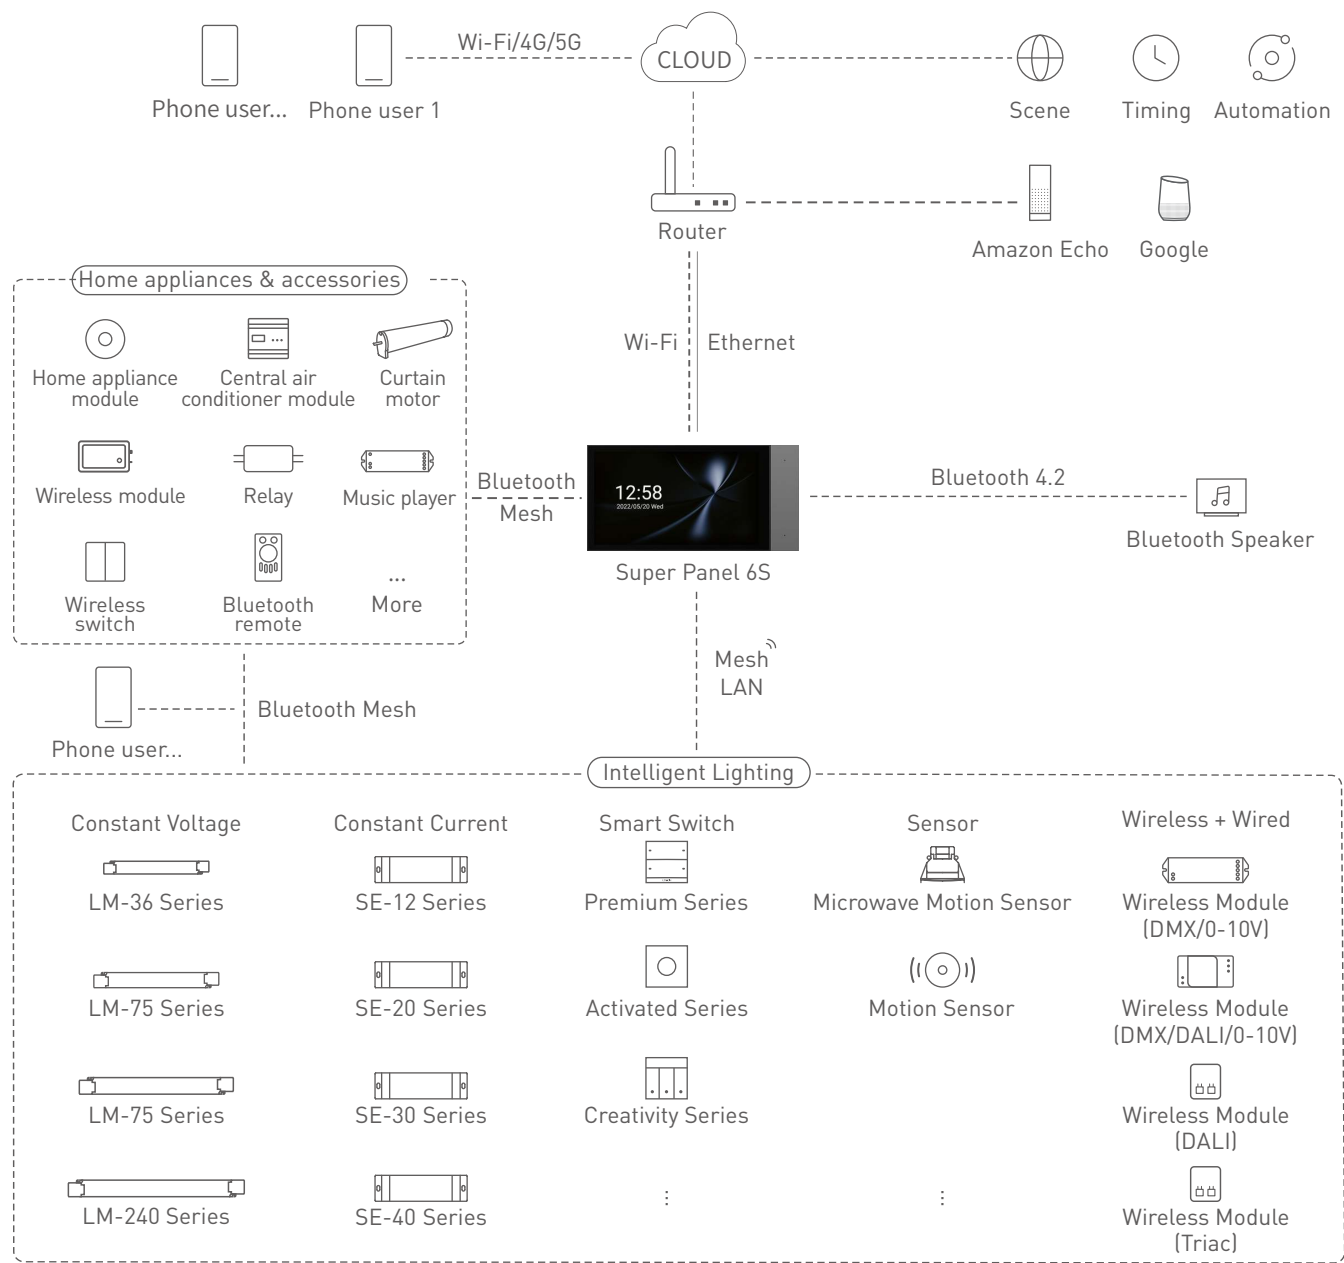 Wi-Fi/4G/5G
CLOUD
Phone user...
Phone user 1
Scene
Timing
Automation
Router
Amazon Echo
Google
Home appliances & accessories
Home appliance
module
Central air
conditioner module
Curtain
motor
Wi-Fi
Ethernet
Wireless module
Relay
Music player
Bluetooth
Mesh
12:58
2022/05/20 Wed
Bluetooth 4.2
Bluetooth Speaker
Super Panel 6S
Wireless
switch
Bluetooth
remote
...
More
Mesh
LAN
Phone user...
Bluetooth Mesh
Intelligent Lighting
Constant Voltage
Constant Current
Smart Switch
Sensor
Wireless + Wired
LM-36 Series
SE-12 Series
Premium Series
Microwave Motion Sensor
Wireless Module
(DMX/0-10V)
LM-75 Series
SE-20 Series
Activated Series
Motion Sensor
Wireless Module
(DMX/DALI/0-10V)
LM-75 Series
SE-30 Series
Creativity Series
Wireless Module
(DALI)
LM-240 Series
SE-40 Series
⋮
⋮
Wireless Module
(Triac)